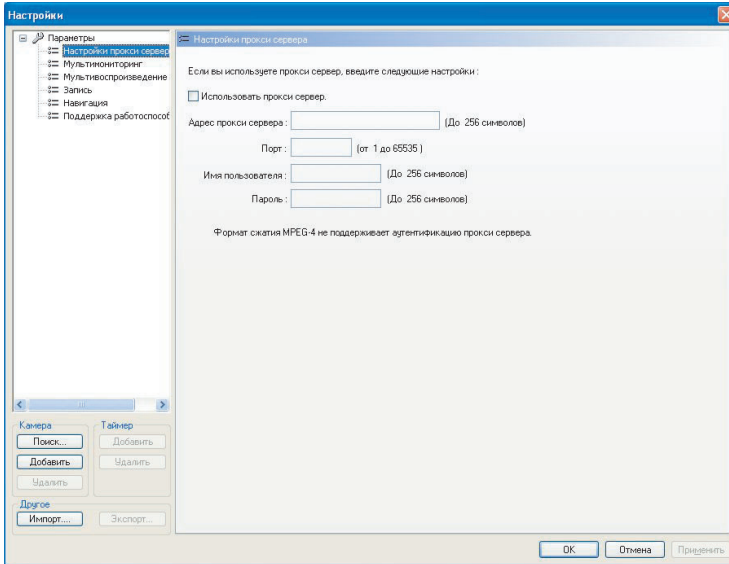 Настройки
Параметры
Настройки прокси сервер
Мультимониторинг
Мультивоспроизведение
Запись
Навигация
Поддержка работоспособ
Камера
Поиск...
Добавить
Удалить
Таймер
Добавить
Удалить
Другое
Импорт....
Экспорт...
Настройки прокси сервера
Если вы используете прокси сервер, введите следующие настройки :
Использовать прокси сервер.
Адрес прокси сервера : (До 256 символов)
Порт : (от 1 до 65535 )
Имя пользователя : (До 256 символов)
Пароль : (До 256 символов)
Формат сжатия MPEG-4 не поддерживает аутентификацию прокси сервера.
OK Отмена Применить